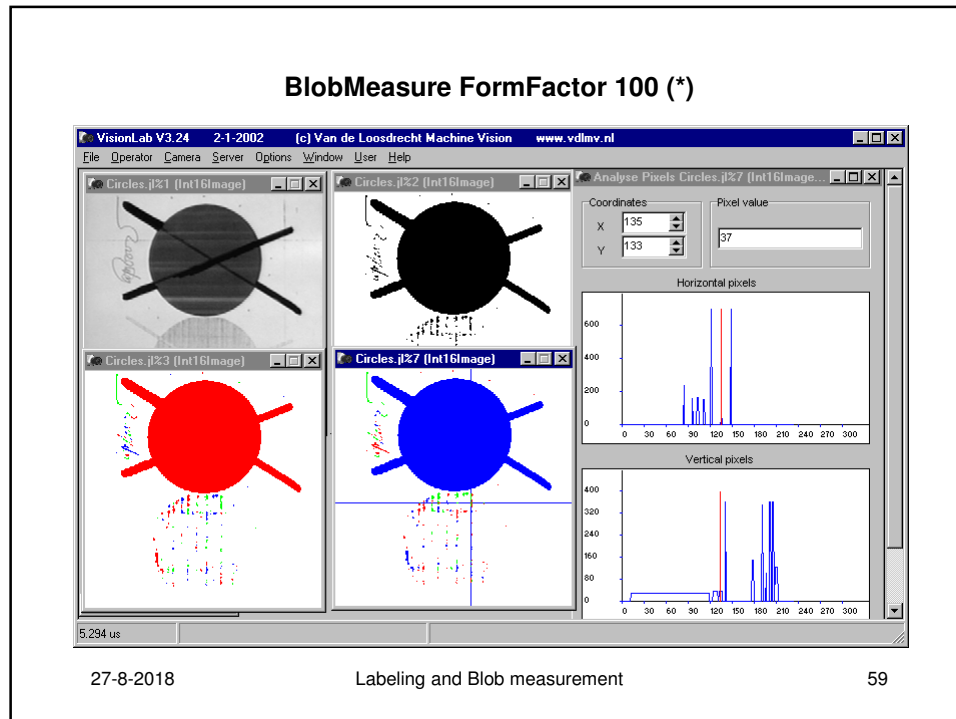 BlobMeasure FormFactor 100 (*)
VisionLab V3.24 2-1-2002 (c) Van de Loosdrecht Machine Vision www.vdlmv.nl
File Operator Camera Server Options Window User Help
Circles.jl%1 (Int16Image)
Circles.jl%2 (Int16Image)
Analyse Pixels Circles.jl%7 (Int16Image...
Coordinates
X 135
Y 133
Pixel value
37
Horizontal pixels
600
400
200
0
0 30 60 90 120 150 180 210 240 270 300
Circles.jl%3 (Int16Image)
Circles.jl%7 (Int16Image)
Vertical pixels
400
320
240
160
80
0
0 30 60 90 120 150 180 210 240 270 300
5.294 us
27-8-2018 Labeling and Blob measurement 59